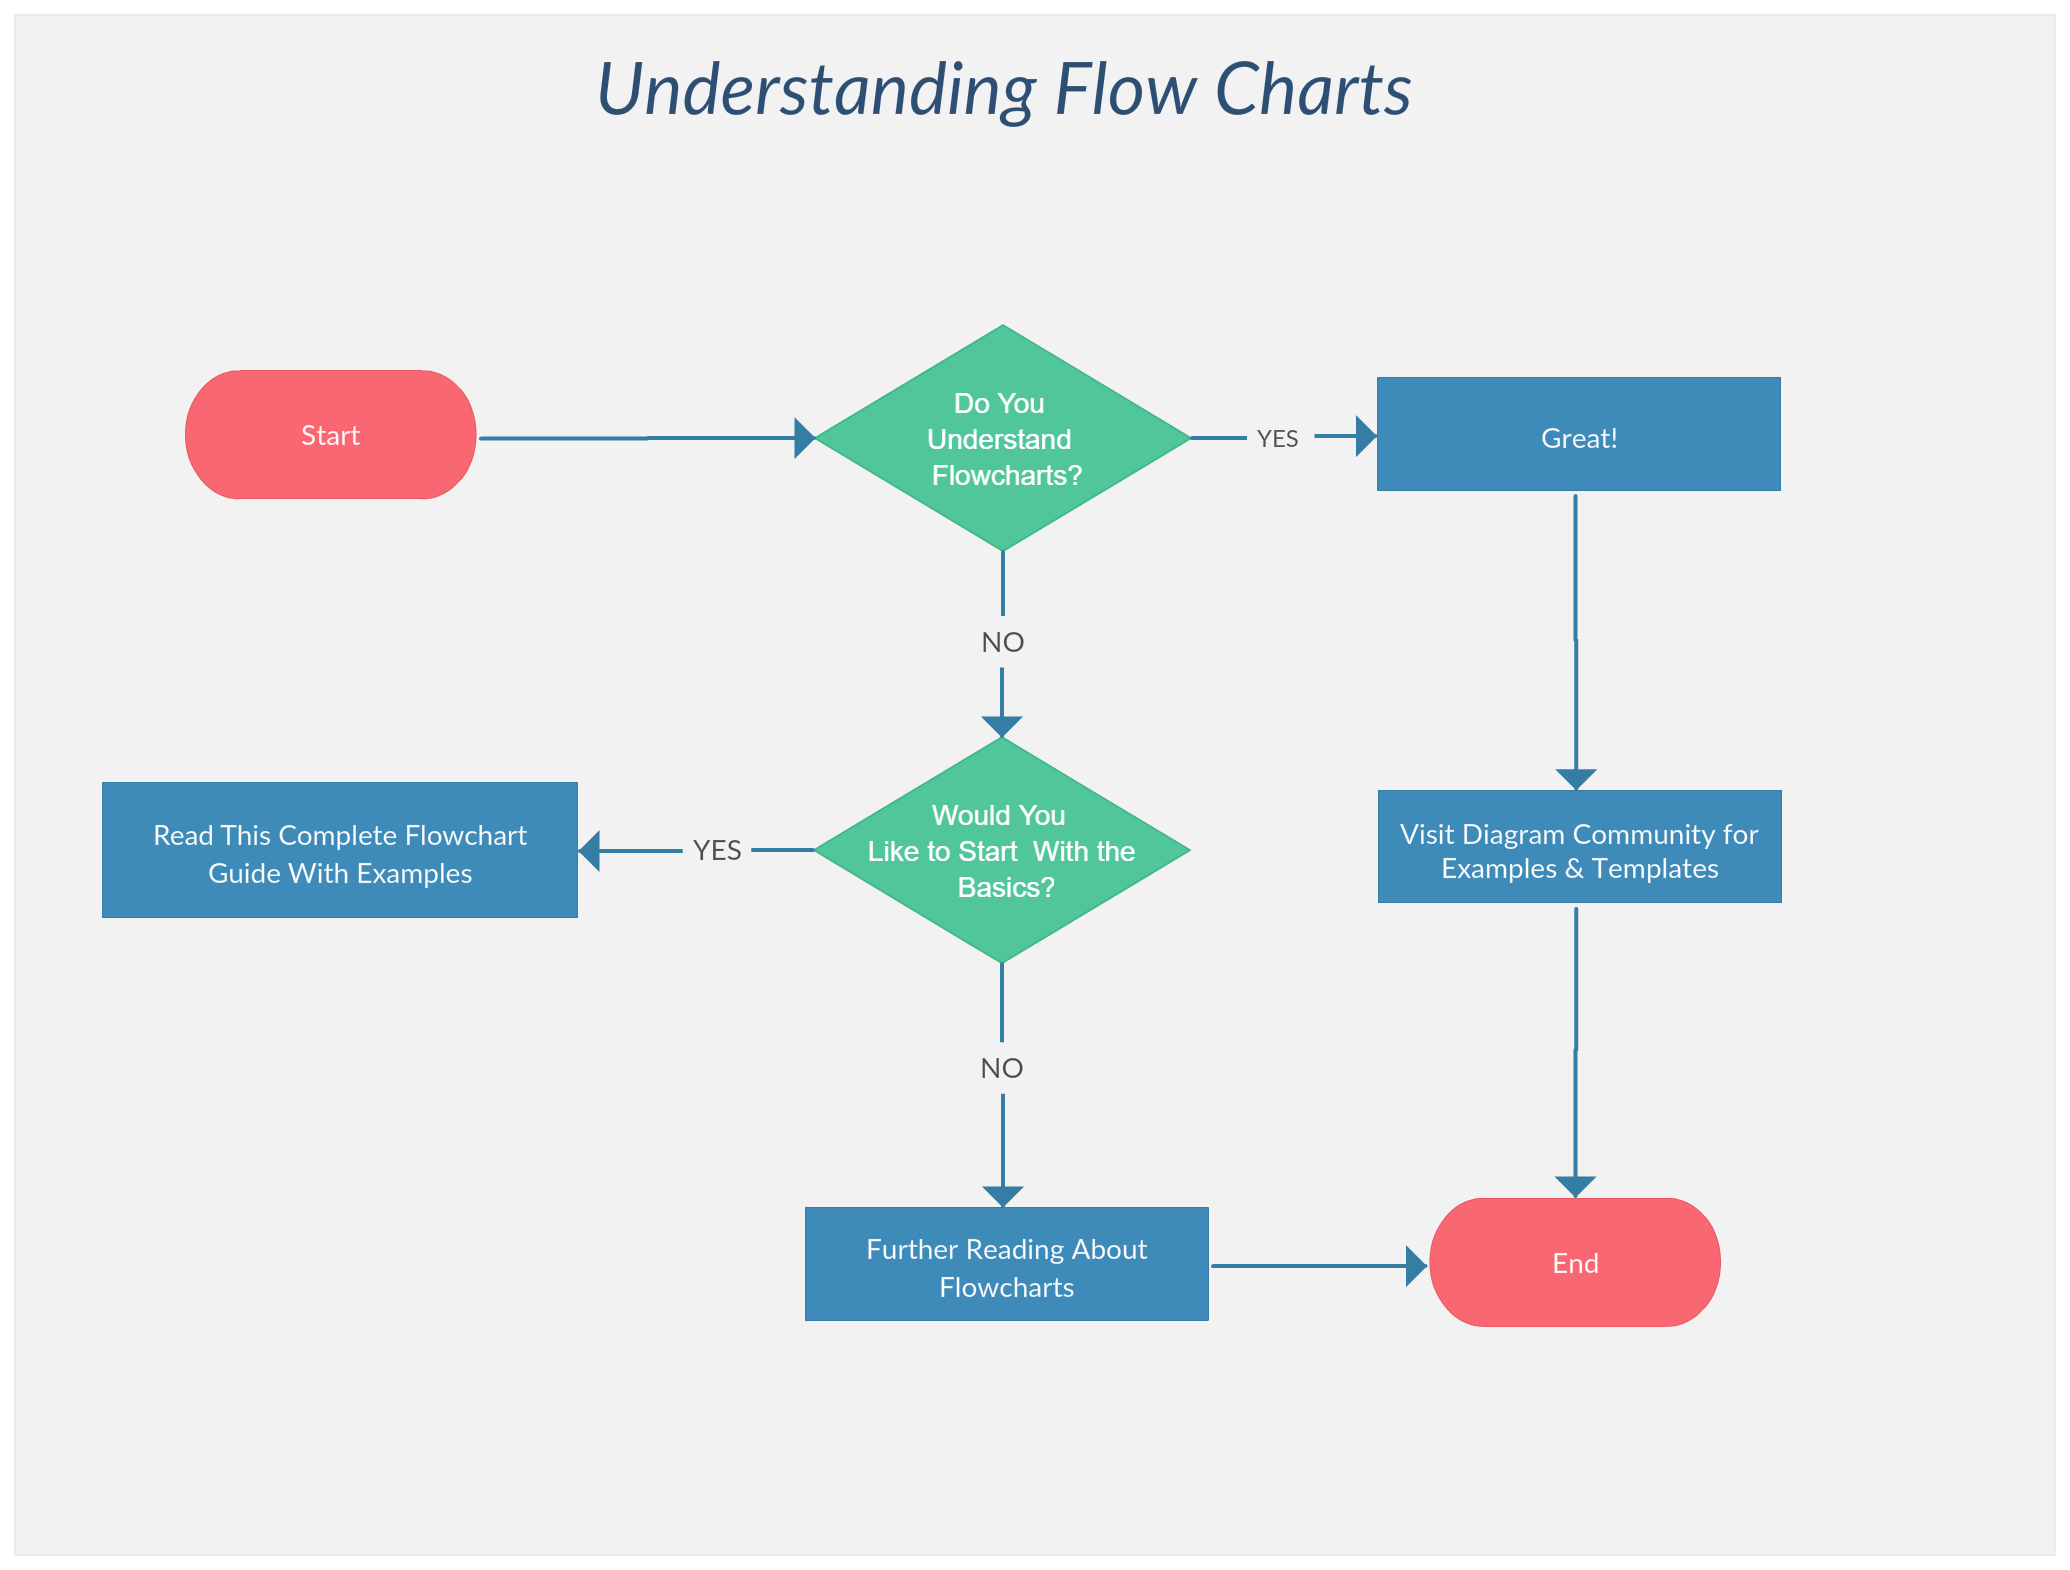 Understanding Flow Charts
Start
Do You
Understand
Flowcharts?
YES
Great!
NO
Read This Complete Flowchart
Guide With Examples
YES
Would You
Like to Start  With the
Basics?
Visit Diagram Community for
Examples & Templates
NO
Further Reading About
Flowcharts
End